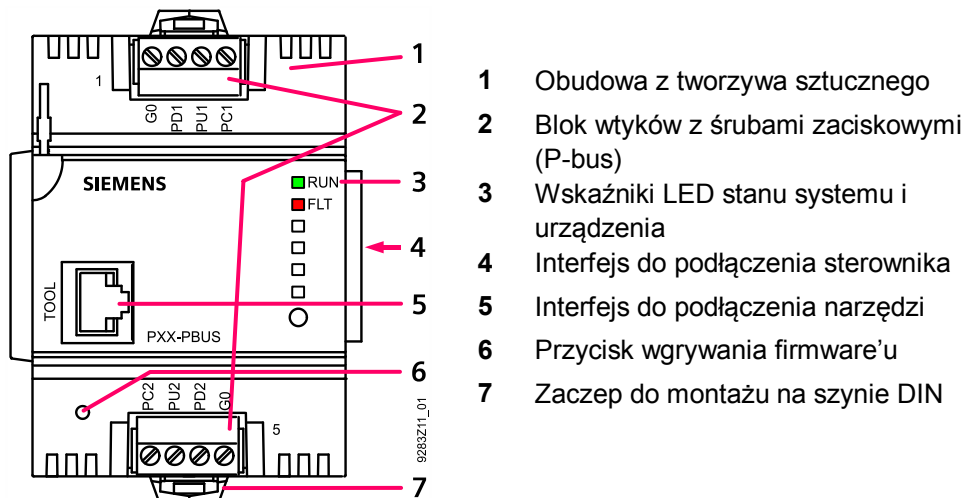 1
G0
PD1
PU1
PC1
SIEMENS
RUN
FLT
TOOL
PXX-PBUS
PC2
PU2
PD2
G0
5
9283Z11_01
1
2
3
4
5
6
7
1 Obudowa z tworzywa sztucznego
2 Blok wtyków z śrubami zaciskowymi
(P-bus)
3 Wskaźniki LED stanu systemu i
urządzenia
4 Interfejs do podłączenia sterownika
5 Interfejs do podłączenia narzędzi
6 Przycisk wgrywania firmware'u
7 Zaczep do montażu na szynie DIN